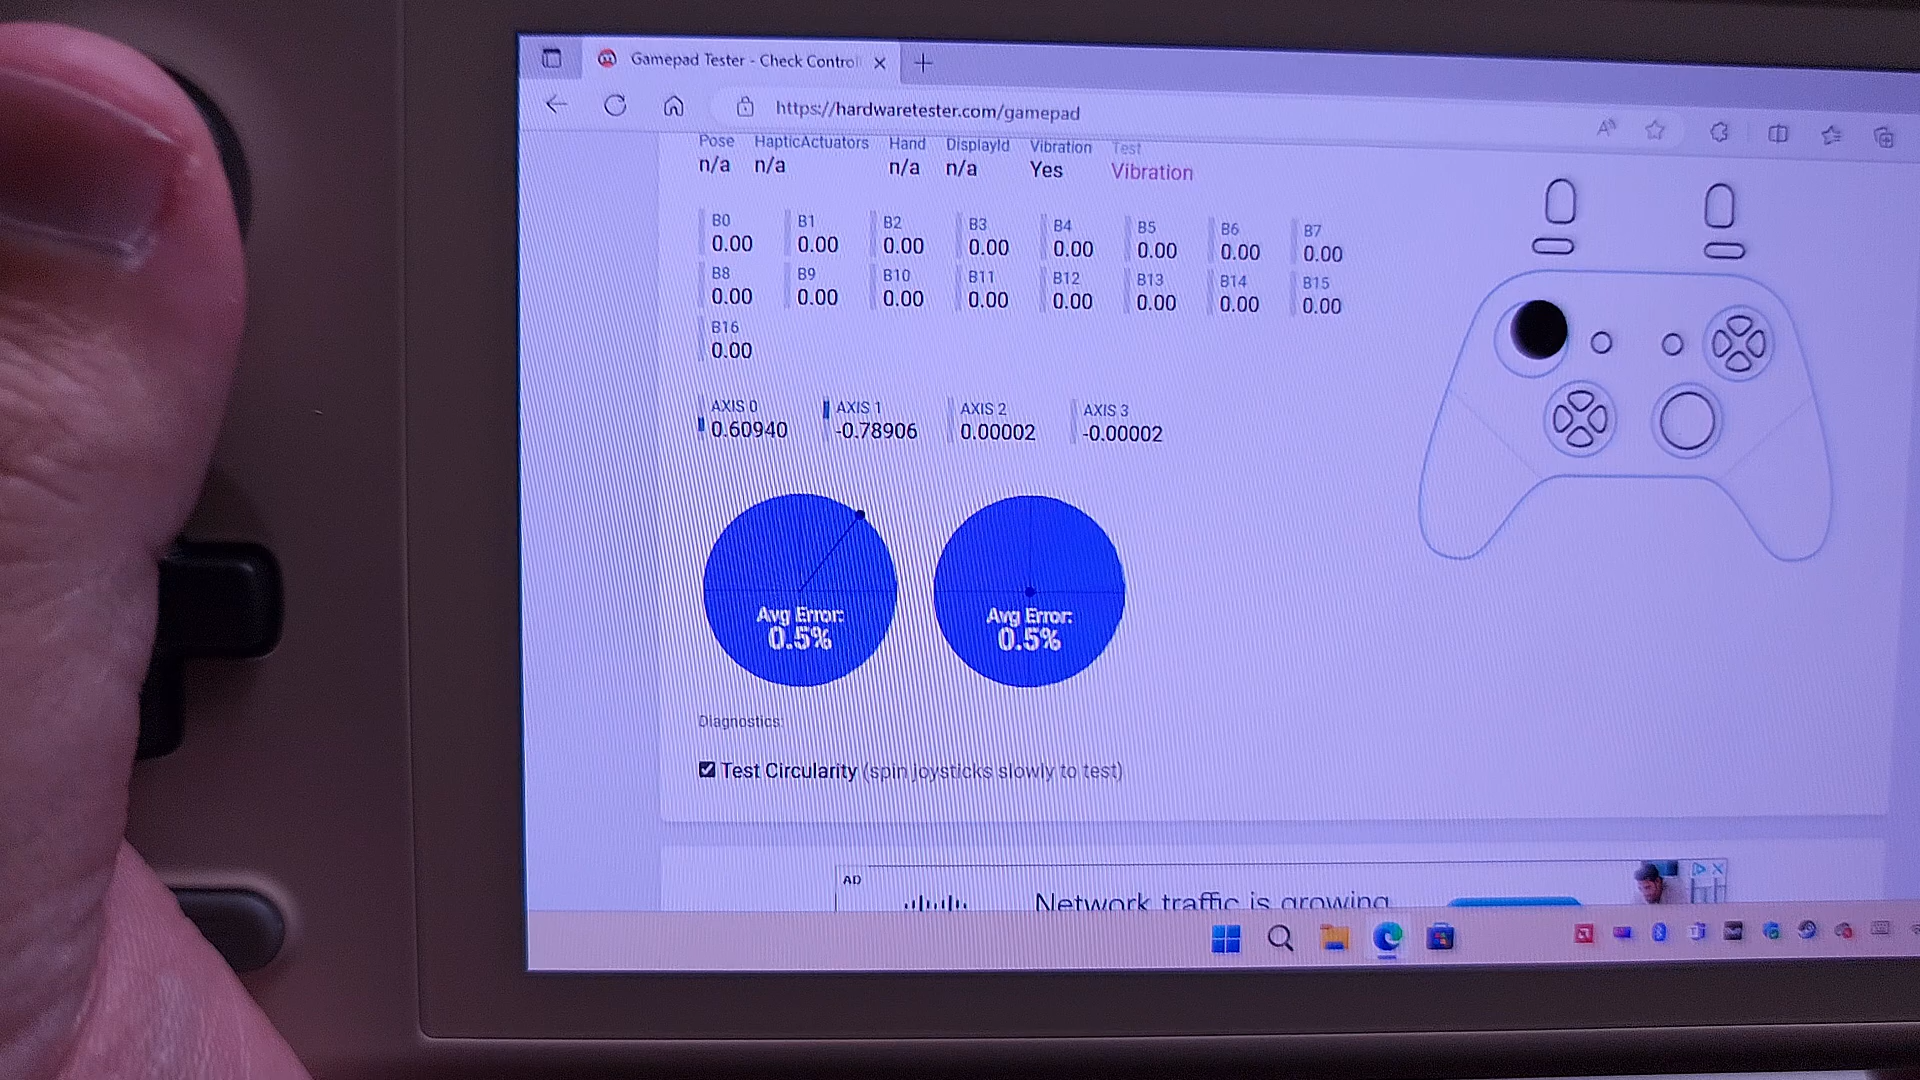 Gamepad Tester - Check Control
https://hardwaretester.com/gamepad
Pose HapticActuators Hand DisplayId Vibration Test
n/a n/a n/a n/a Yes Vibration
B0 B1 B2 B3 B4 B5 B6 B7
0.00 0.00 0.00 0.00 0.00 0.00 0.00 0.00
B8 B9 B10 B11 B12 B13 B14 B15
0.00 0.00 0.00 0.00 0.00 0.00 0.00 0.00
B16
0.00
AXIS 0 AXIS 1 AXIS 2 AXIS 3
0.60940 -0.78906 0.00002 -0.00002
Avg Error: Avg Error:
0.5% 0.5%
Diagnostics:
Test Circularity (spin joysticks slowly to test)
AD
Network traffic is growing